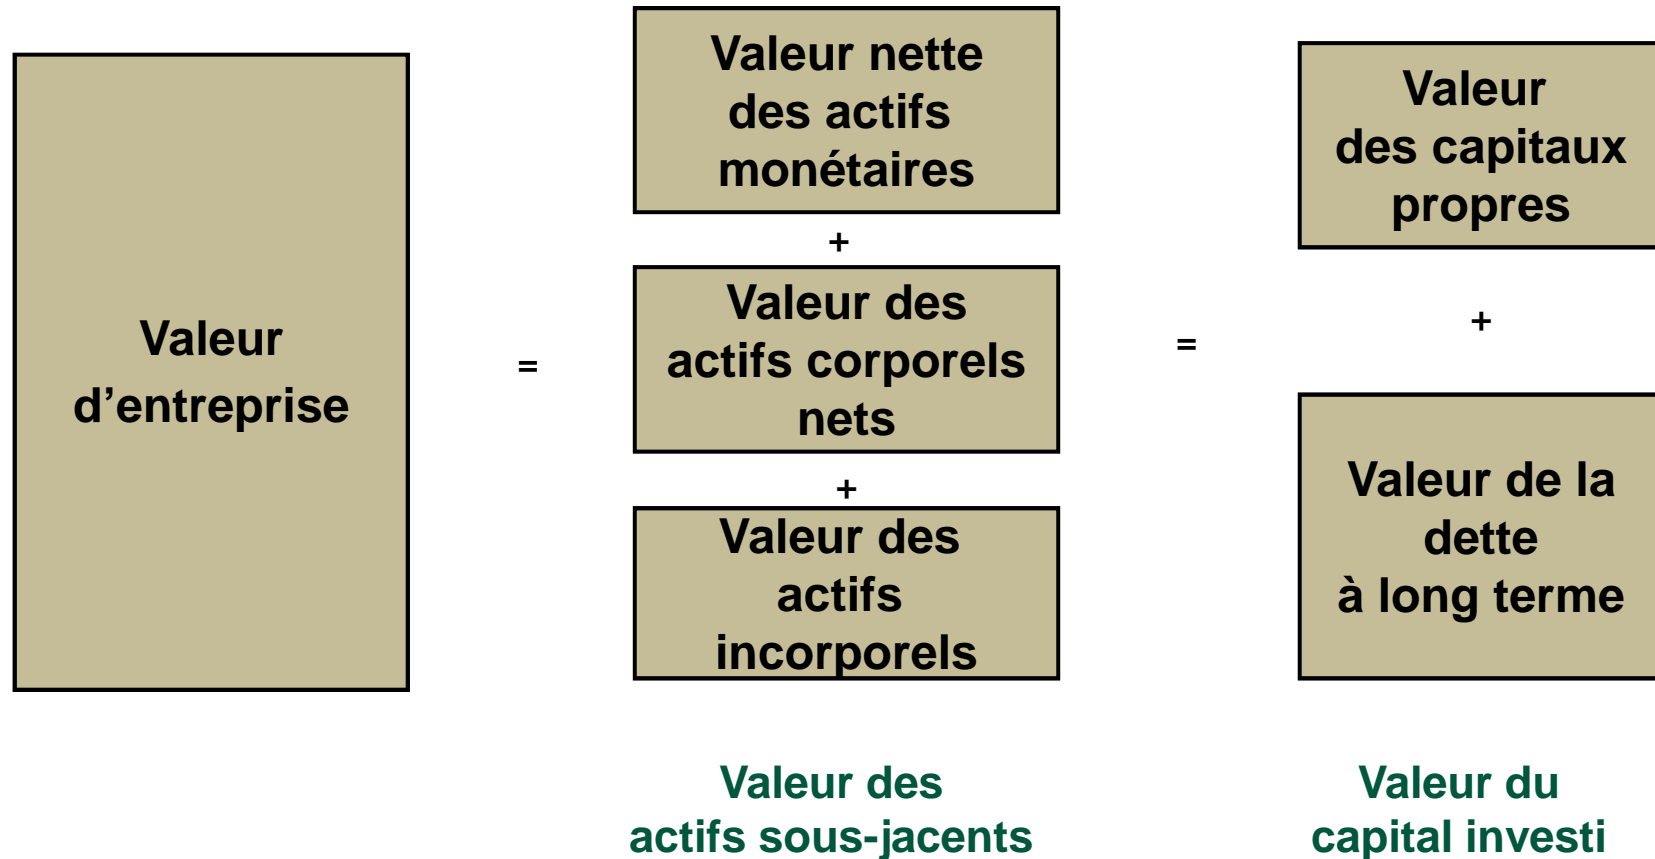 Valeur
d’entreprise
=
Valeur nette
des actifs
monétaires
+
Valeur des
actifs corporels
nets
+
Valeur des
actifs
incorporels
=
Valeur
des capitaux
propres
+
Valeur de la
dette
à long terme
Valeur des
actifs sous-jacents
Valeur du
capital investi